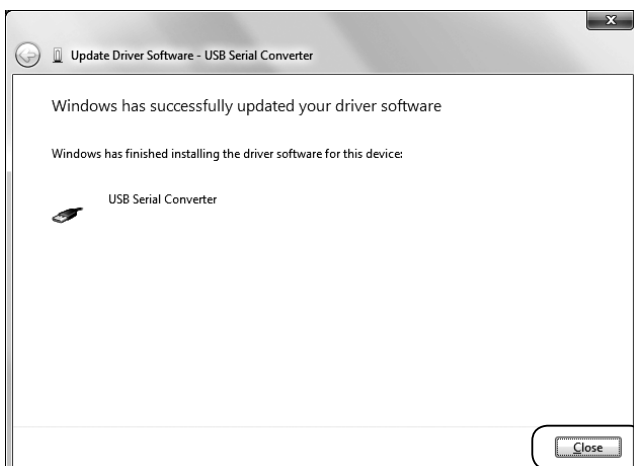 Update Driver Software - USB Serial Converter
Windows has successfully updated your driver software
Windows has finished installing the driver software for this device:
USB Serial Converter
Close